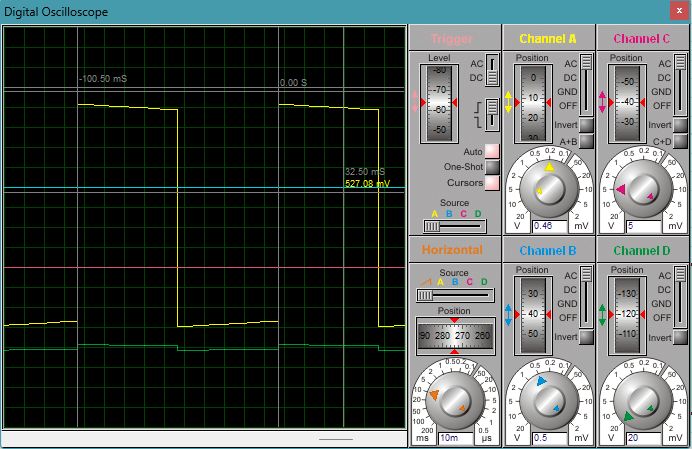 Digital Oscilloscope
x
-100.50 mS
0.00 S
32.50 mS
527.08 mV
Trigger
Level
-80
-70
-60
-50
AC
DC
Auto
One-Shot
Cursors
Source
A B C D
Channel A
Position
0
10
20
30
AC
DC
GND
OFF
Invert
A+B
20 10 5 2 1 0.5 0.2 0.1 50 20 10 5 2
V 0.46 mV
Channel C
Position
-50
-40
-30
AC
DC
GND
OFF
Invert
C+D
20 10 5 2 1 0.5 0.2 0.1 50 20 10 5 2
V 5 mV
Horizontal
Source
A B C D
Position
290 280 270 260
200 100 50 20 10 5 2 1 0.5 0.2 0.1 50 20 10 5 2 1 0.5
ms 10m µs
Channel B
Position
30
40
50
AC
DC
GND
OFF
Invert
20 10 5 2 1 0.5 0.2 0.1 50 20 10 5 2
V 0.5 mV
Channel D
Position
-130
-120
-110
AC
DC
GND
OFF
Invert
20 10 5 2 1 0.5 0.2 0.1 50 20 10 5 2
V 20 mV